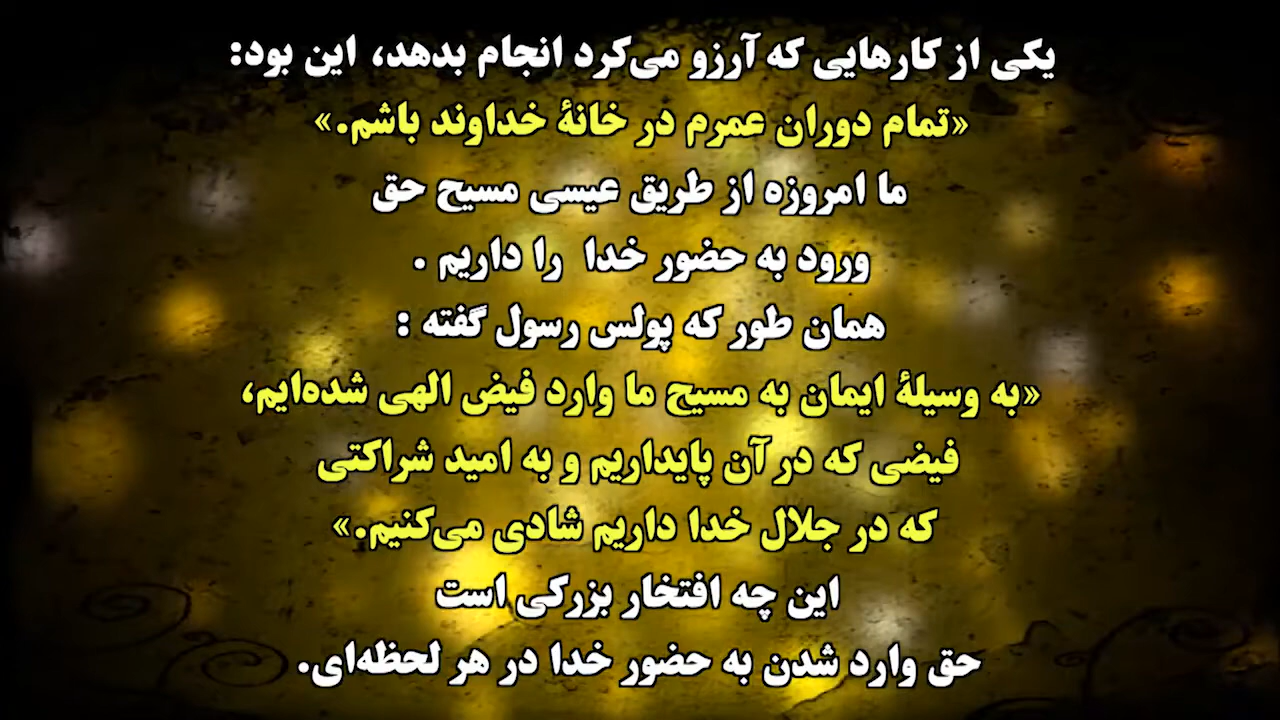 یکی از کارهایی که آرزو می‌کرد انجام بدهد، این بود:
«تمام دوران عمرم در خانهٔ خداوند باشم.»
ما امروزه از طریق عیسی مسیح حق
ورود به حضور خدا را داریم .
همان طور که پولس رسول گفته :
«به وسیلهٔ ایمان به مسیح ما وارد فیض الهی شده‌ایم،
فیضی که در آن پایداریم و به امید شراکتی
که در جلال خدا داریم شادی می‌کنیم.»
این چه افتخار بزرکی است
حق وارد شدن به حضور خدا در هر لحظه‌ای.